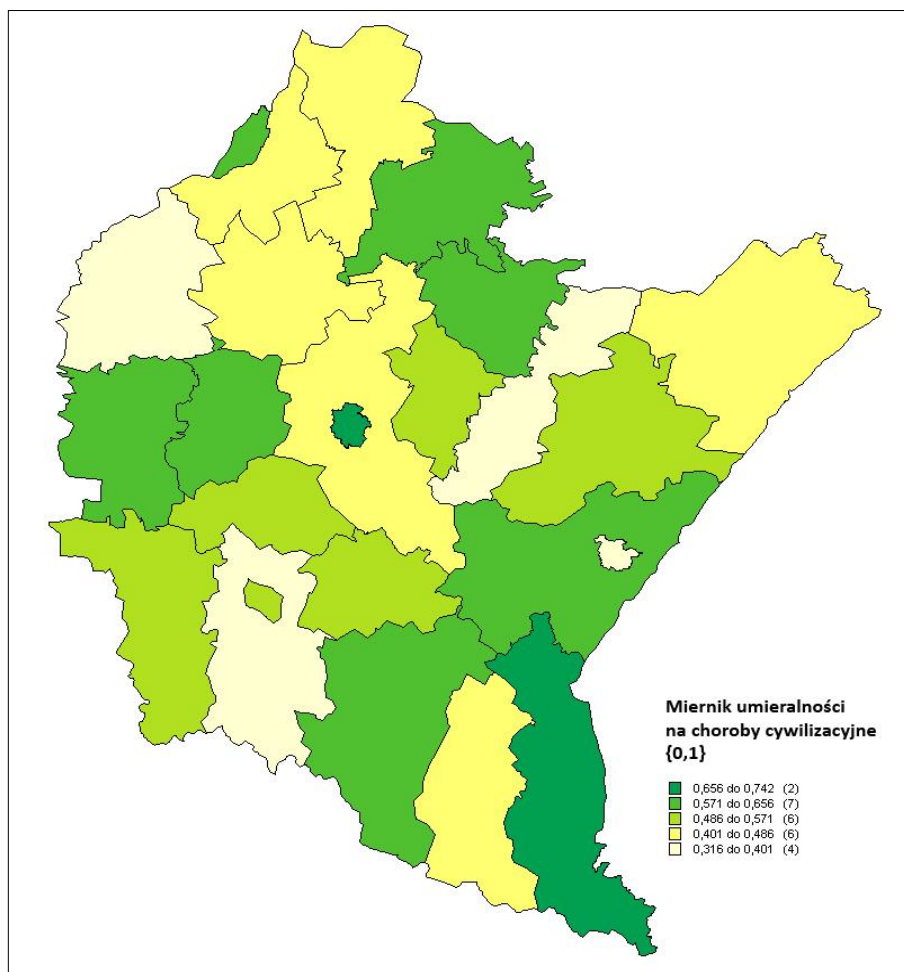 Miernik umieralności
na choroby cywilizacyjne
{0,1}
0,656 do 0,742 (2)
0,571 do 0,656 (7)
0,486 do 0,571 (6)
0,401 do 0,486 (6)
0,316 do 0,401 (4)